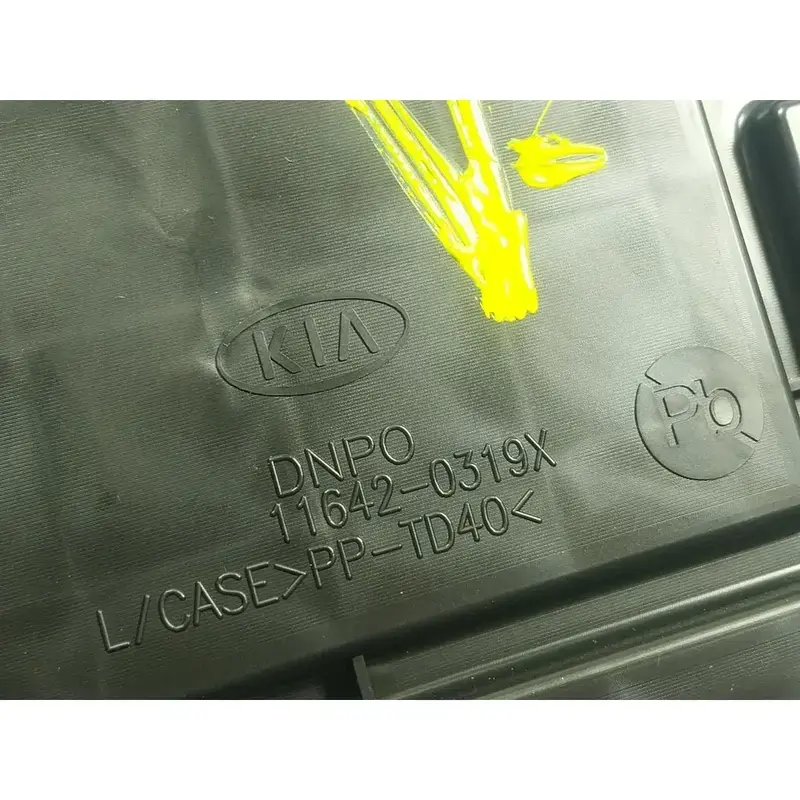 KIA
Pb
DNPO
11642-0319X
L/CASE>PP-TD40<